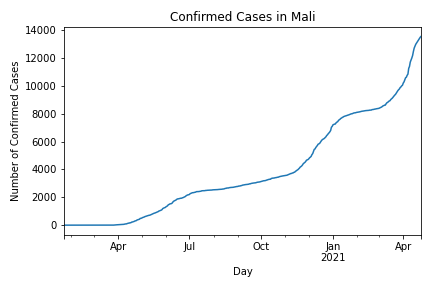 Confirmed Cases in Mali
14000
12000
10000
8000
6000
4000
2000
0
Number of Confirmed Cases
Apr Jul Oct Jan Apr
2021
Day